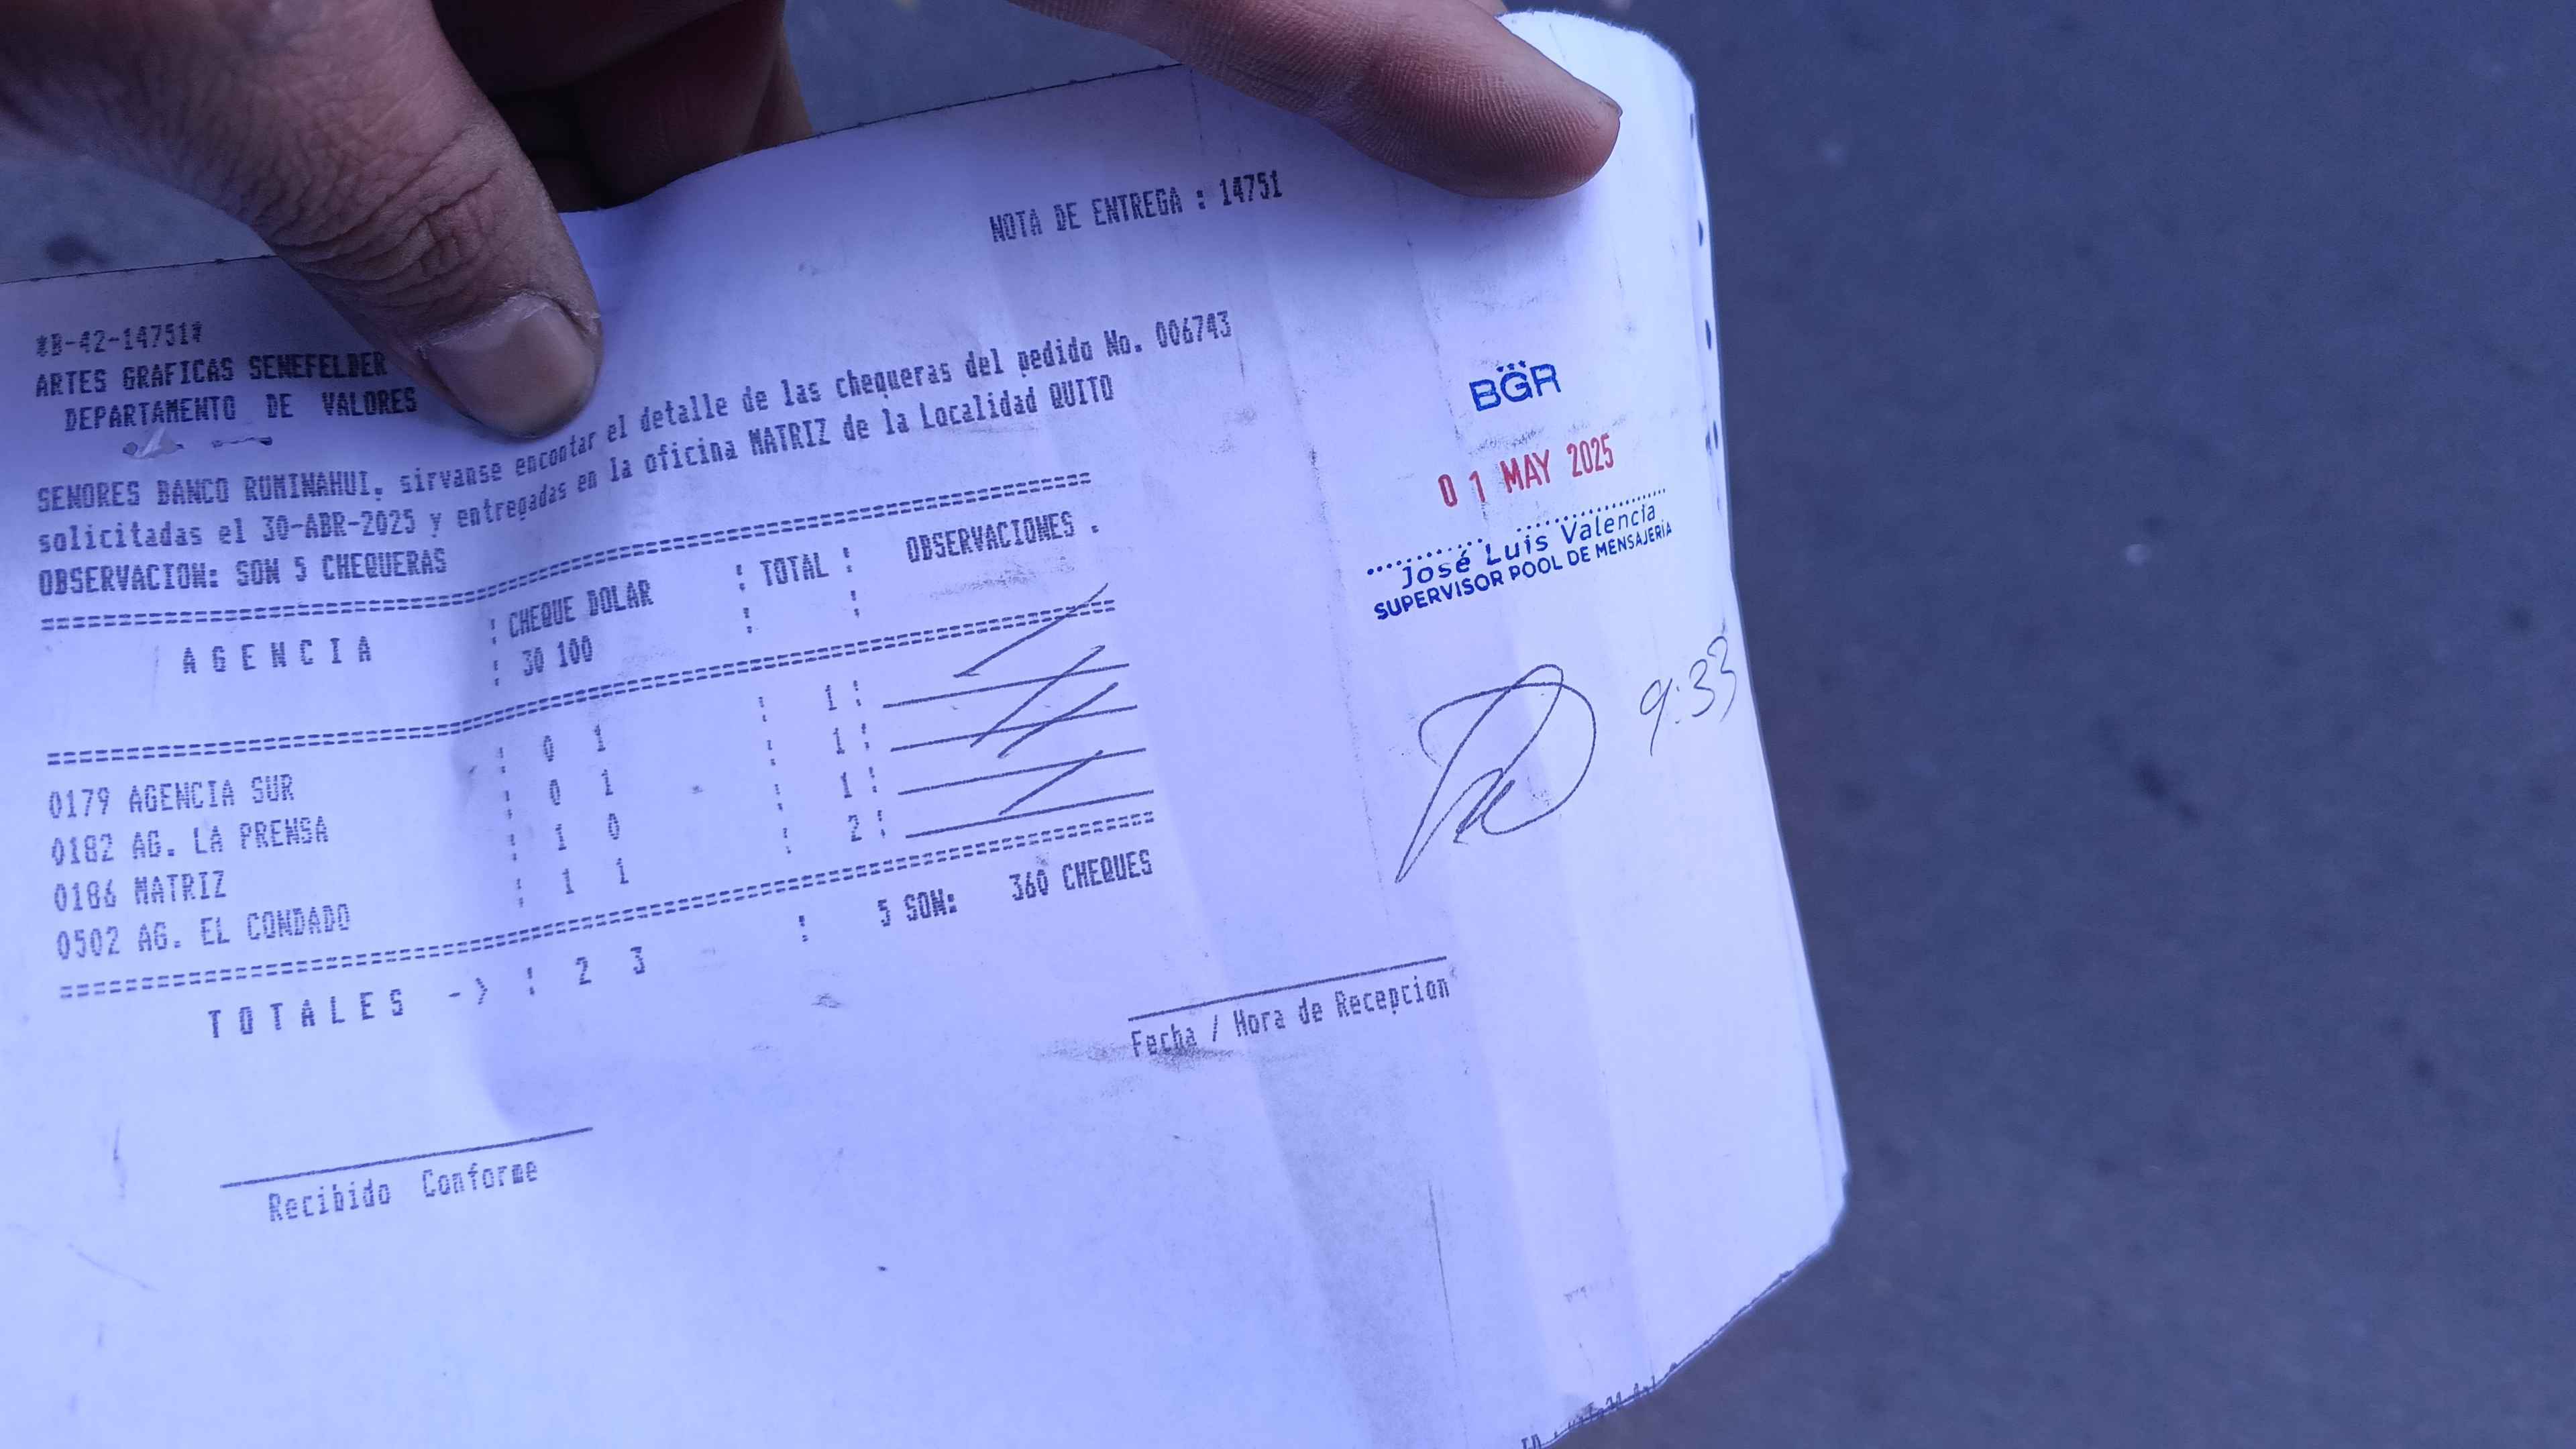 NOTA DE ENTREGA : 14751
*B-42-14751*
ARTES GRAFICAS SENEFELDER
DEPARTAMENTO DE VALORES
SENORES BANCO RUMINAHUI, sirvanse encontar el detalle de las chequeras del pedido No. 006743
solicitadas el 30-ABR-2025 y entregadas en la oficina MATRIZ de la Localidad QUITO
OBSERVACION: SON 5 CHEQUERAS
================================================
A G E N C I A : CHEQUE DOLAR : TOTAL : OBSERVACIONES .
: 30 100 : :
================================================
0179 AGENCIA SUR : 0 1 : 1 :
0182 AG. LA PRENSA : 0 1 : 1 :
0186 MATRIZ : 1 0 : 1 :
0502 AG. EL CONDADO : 1 1 : 2 :
================================================
T O T A L E S -> : 2 3 : 5 SON: 360 CHEQUES
Recibido Conforme
Fecha / Hora de Recepcion
BGR
01 MAY 2025
José Luis Valencia
SUPERVISOR POOL DE MENSAJERÍA
9:33